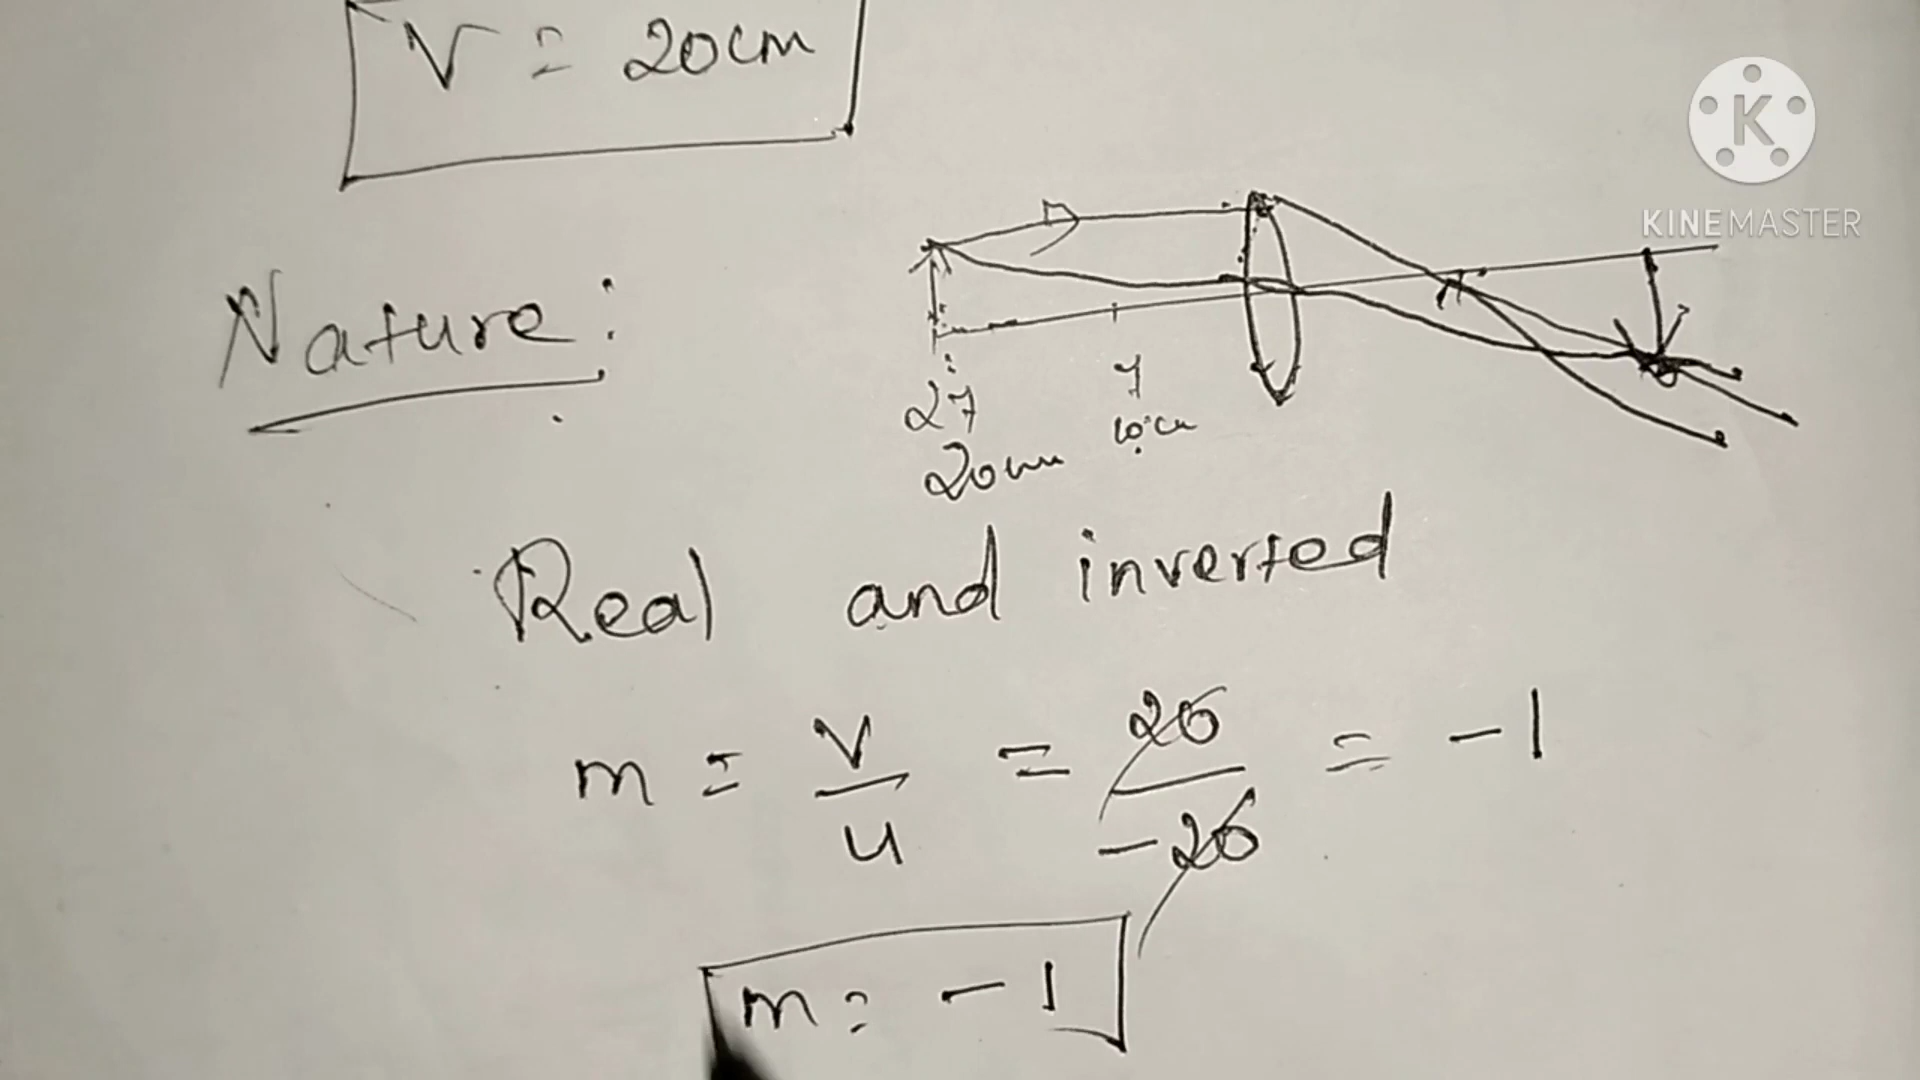 V = 20cm
K
KINEMASTER
Nature:
2f
f
20cm
10cm
Real and inverted
m = V/u = 20/-20 = -1
m = -1